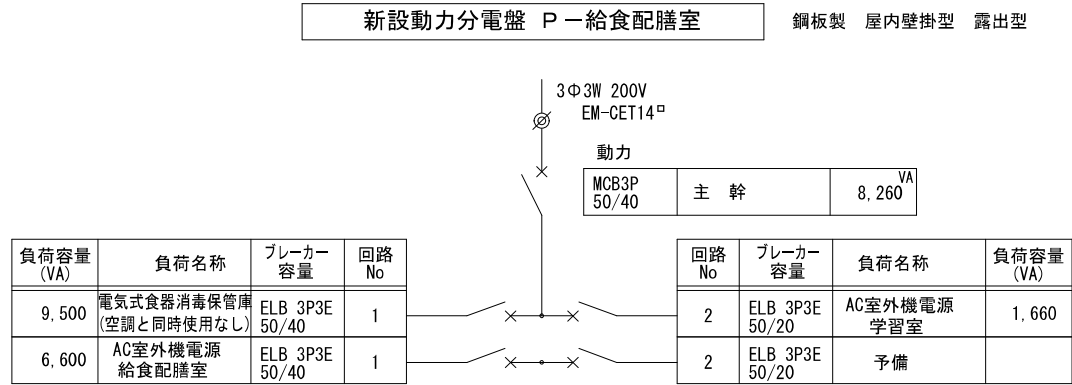 新設動力分電盤 P－給食配膳室
鋼板製 屋内壁掛型 露出型
3Φ3W 200V
EM-CET14□
動力
MCB3P
50/40
主 幹
8,260 VA
負荷容量
(VA)
負荷名称
ブレーカー
容量
回路
No
9,500
電気式食器消毒保管庫
(空調と同時使用なし)
ELB 3P3E
50/40
1
6,600
AC室外機電源
給食配膳室
ELB 3P3E
50/40
1
回路
No
ブレーカー
容量
負荷名称
負荷容量
(VA)
2
ELB 3P3E
50/20
AC室外機電源
学習室
1,660
2
ELB 3P3E
50/20
予備